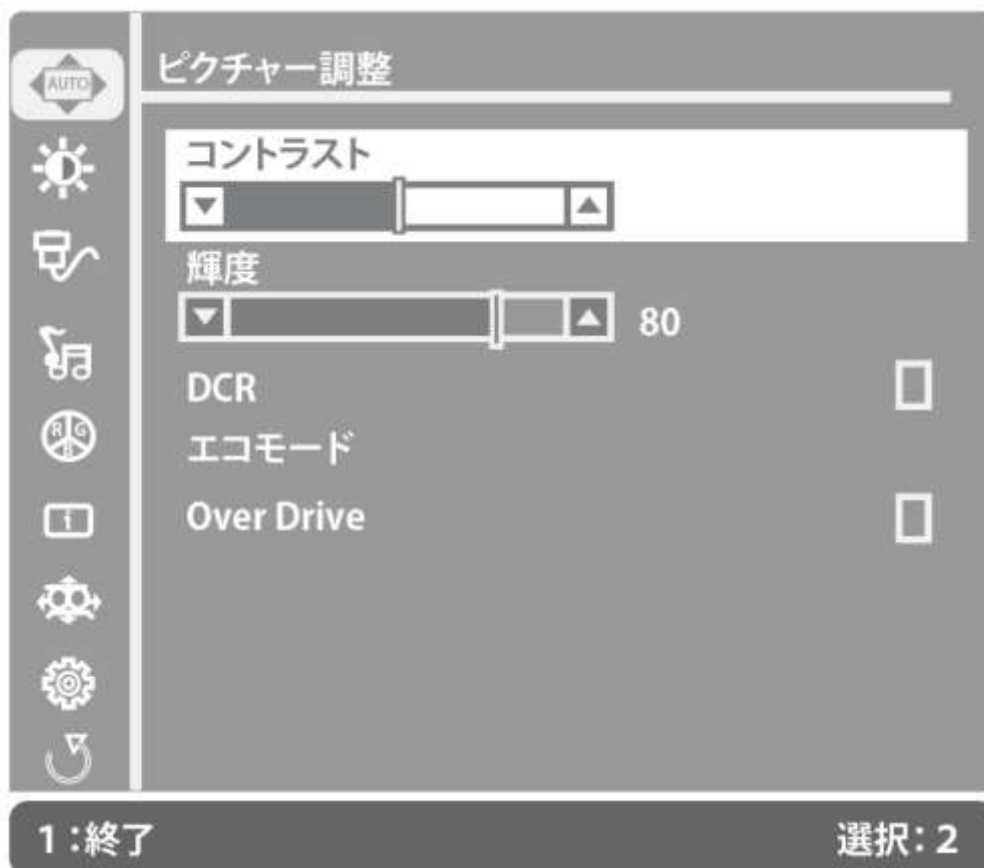 AUTO
ピクチャー調整
コントラスト
輝度
80
DCR
エコモード
R G
Over Drive
i
1：終了
選択：2